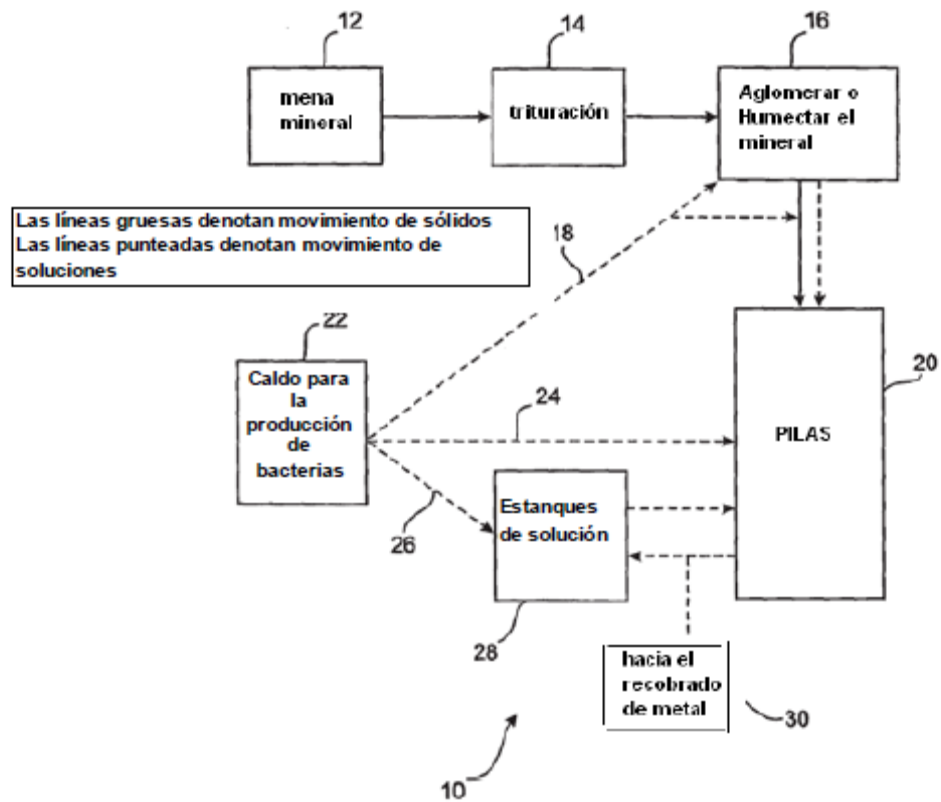 12
14
16
mena
mineral
trituración
Aglomerar o
Humectar el
mineral
Las líneas gruesas denotan movimiento de sólidos
Las líneas punteadas denotan movimiento de
soluciones
18
22
20
Caldo para
la
producción
de
bacterias
24
PILAS
26
Estanques
de solución
28
hacia el
recobrado
de metal
30
10